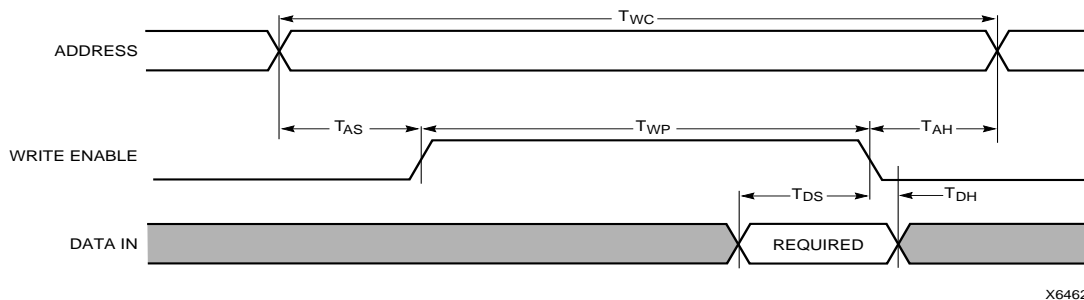 TWC
ADDRESS
TAS TWP TAH
WRITE ENABLE
TDS TDH
DATA IN REQUIRED
X6462